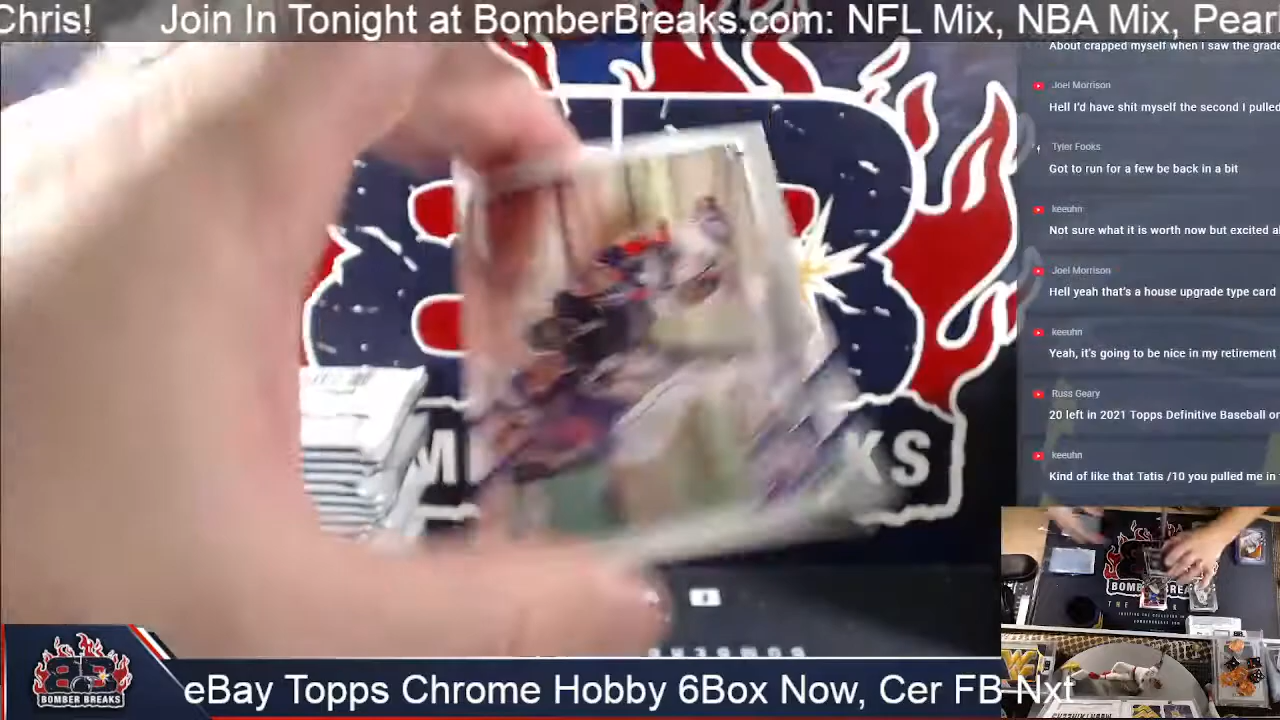 Chris! Join In Tonight at BomberBreaks.com: NFL Mix, NBA Mix, Pear
About crapped myself when I saw the grad
Joel Morrison
Hell I'd have shit myself the second I pulled
Tyler Fooks
Got to run for a few be back in a bit
keeuhn
Not sure what it is worth now but excited a
Joel Morrison
Hell yeah that's a house upgrade type card
keeuhn
Yeah, it's going to be nice in my retirement
Russ Geary
20 left in 2021 Topps Definitive Baseball o
keeuhn
Kind of like that Tatis /10 you pulled me in
KS
BOMBER BREAKS
eBay Topps Chrome Hobby 6Box Now, Cer FB Nxt